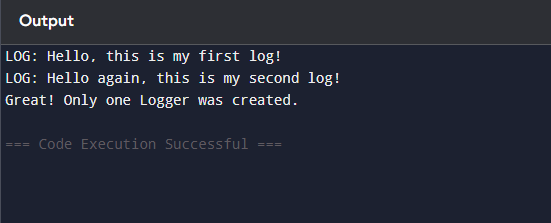 Output
LOG: Hello, this is my first log!
LOG: Hello again, this is my second log!
Great! Only one Logger was created.
=== Code Execution Successful ===